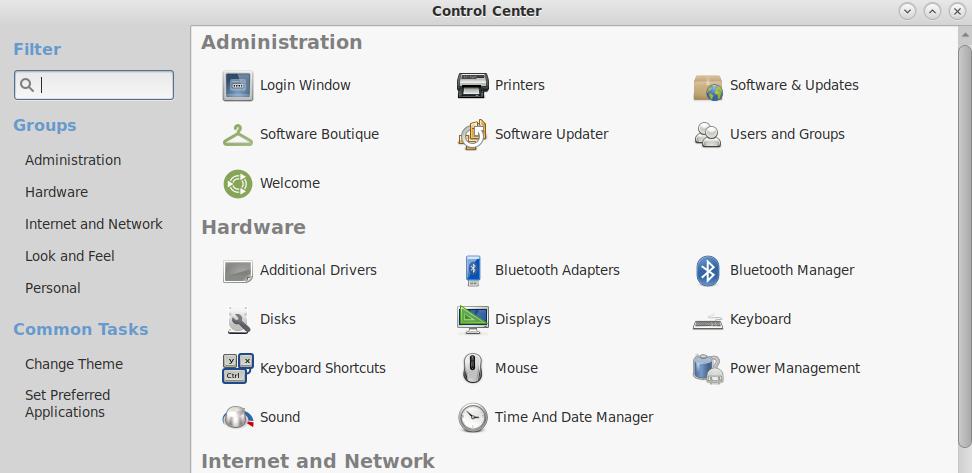 Control Center
Filter
Groups
Administration
Hardware
Internet and Network
Look and Feel
Personal
Common Tasks
Change Theme
Set Preferred
Applications
Administration
Login Window
Printers
Software & Updates
Software Boutique
Software Updater
Users and Groups
Welcome
Hardware
Additional Drivers
Bluetooth Adapters
Bluetooth Manager
Disks
Displays
Keyboard
Y X
Ctrl
Keyboard Shortcuts
Mouse
Power Management
Sound
Time And Date Manager
Internet and Network